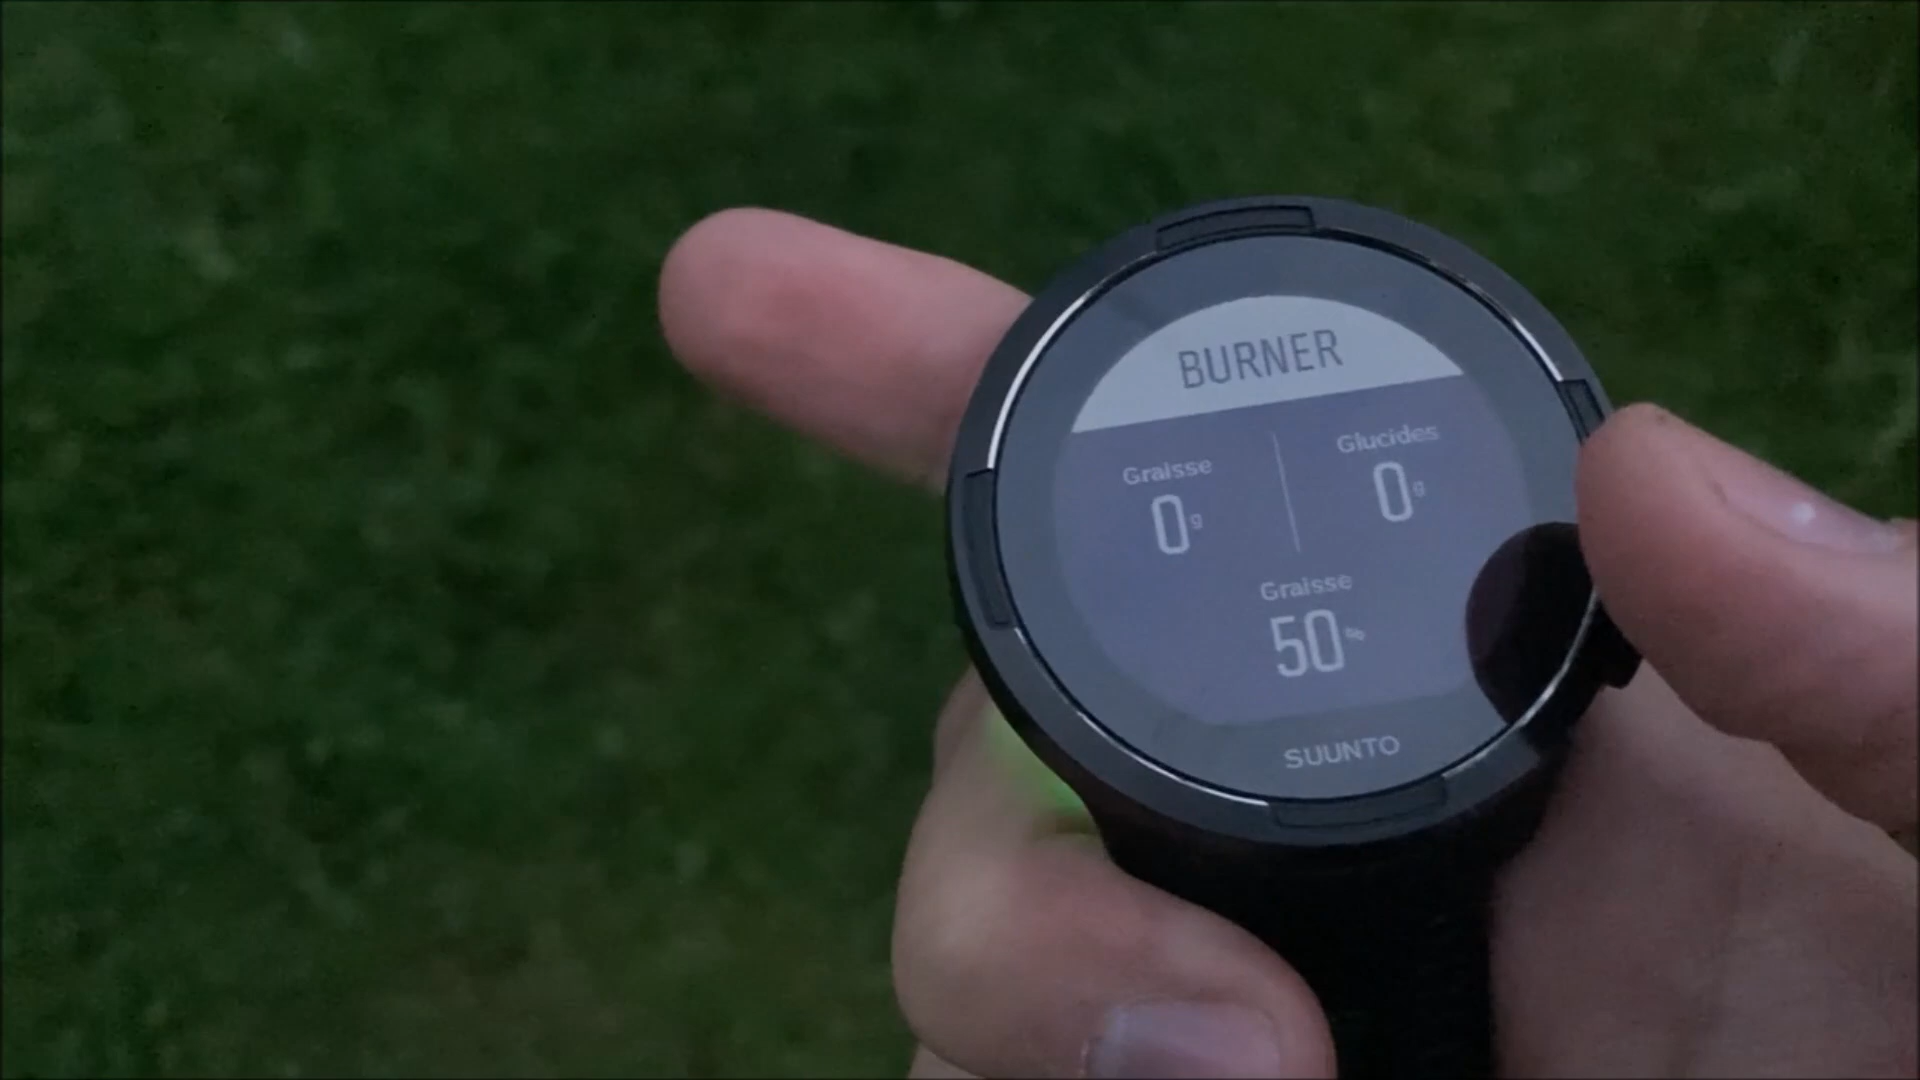 BURNER
Graisse
0g
Glucides
0g
Graisse
50%
SUUNTO